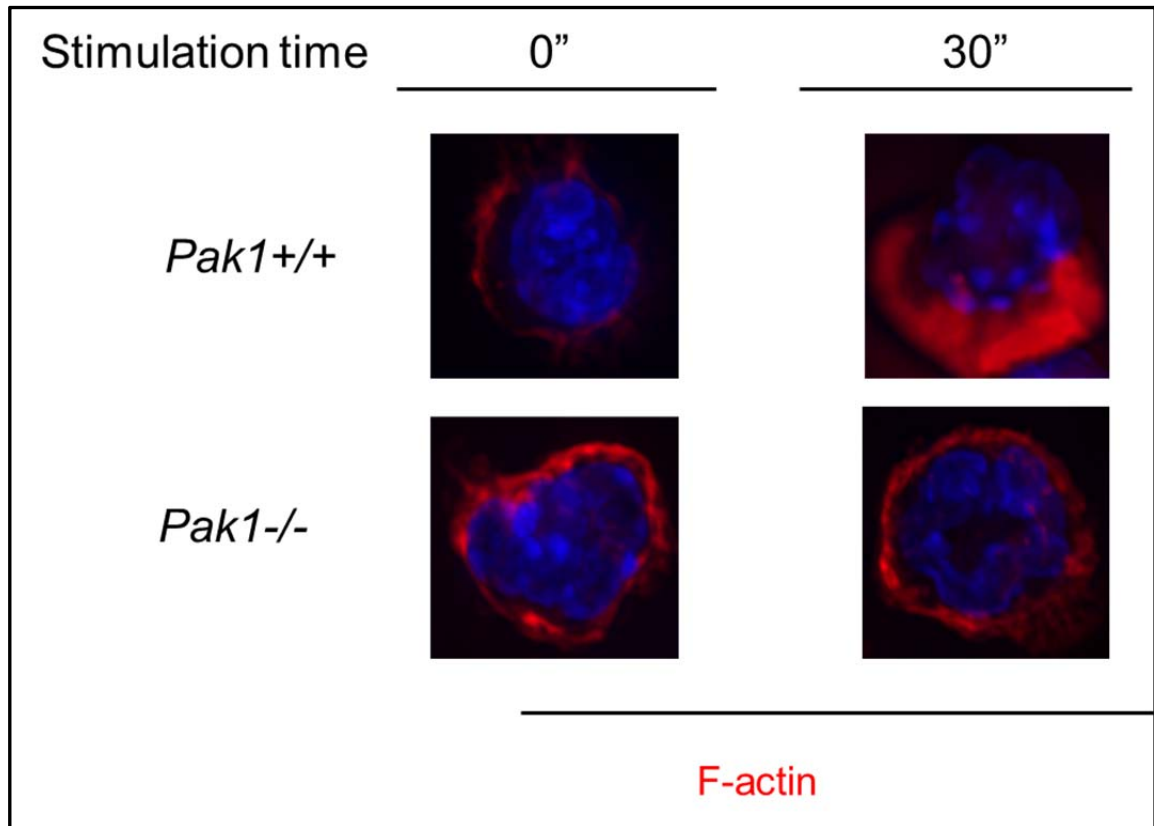 Stimulation time 0” 30”
Pak1+/+
Pak1-/-
F-actin